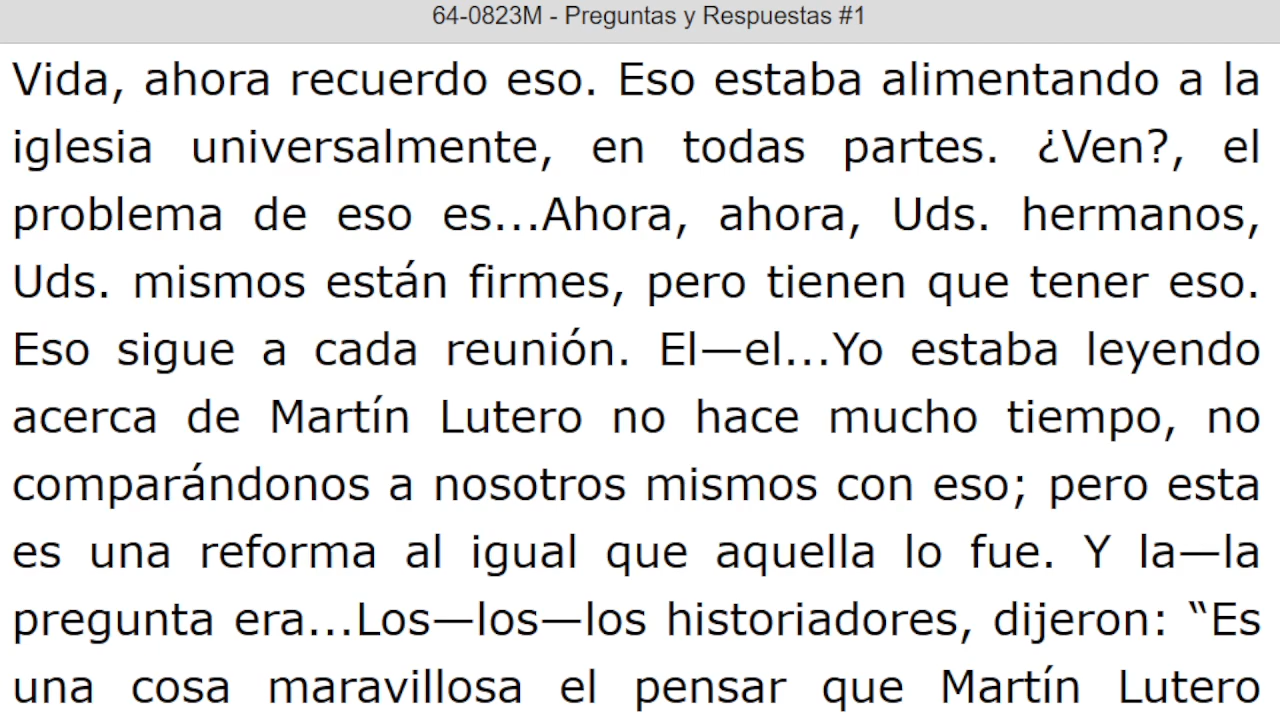 64-0823M - Preguntas y Respuestas #1
Vida, ahora recuerdo eso. Eso estaba alimentando a la
iglesia universalmente, en todas partes. ¿Ven?, el
problema de eso es...Ahora, ahora, Uds. hermanos,
Uds. mismos están firmes, pero tienen que tener eso.
Eso sigue a cada reunión. El—el...Yo estaba leyendo
acerca de Martín Lutero no hace mucho tiempo, no
comparándonos a nosotros mismos con eso; pero esta
es una reforma al igual que aquella lo fue. Y la—la
pregunta era...Los—los—los historiadores, dijeron: “Es
una cosa maravillosa el pensar que Martín Lutero